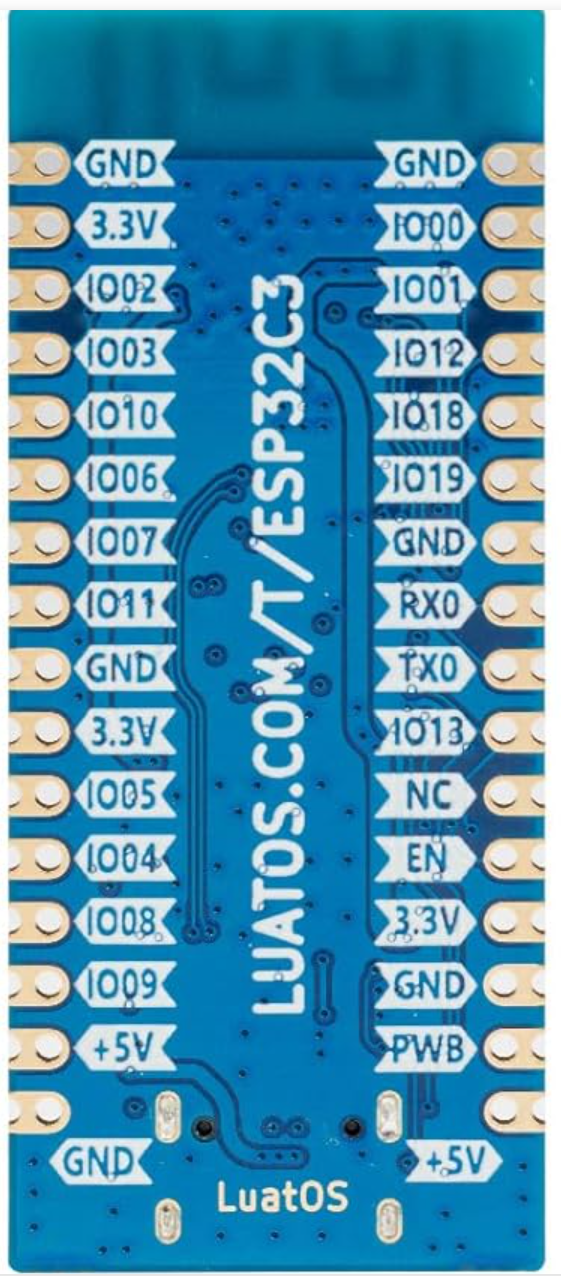 GND GND
3.3V IO00
IO02 IO01
IO03 IO12
IO10 IO18
IO06 IO19
IO07 GND
IO11 RX0
GND TX0
3.3V IO13
IO05 NC
IO04 EN
IO08 3.3V
IO09 GND
+5V PWB
GND +5V
LUATOS.COM/T/ESP32C3
LuatOS